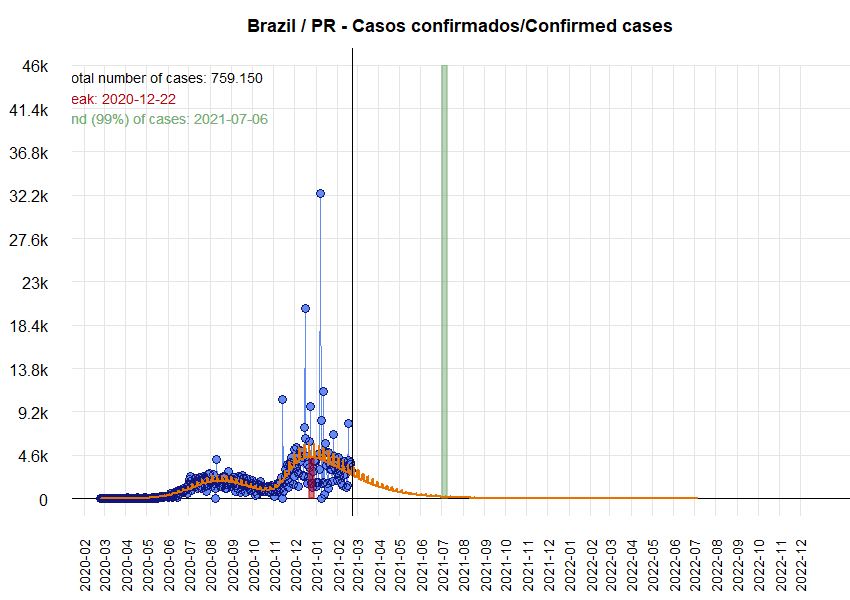 Brazil / PR - Casos confirmados/Confirmed cases
46k
otal number of cases: 759.150
eak: 2020-12-22
41.4k
nd (99%) of cases: 2021-07-06
36.8k
32.2k
27.6k
23k
18.4k
13.8k
9.2k
4.6k
0
2020-02
2020-03
2020-04
2020-05
2020-06
2020-07
2020-08
2020-09
2020-10
2020-11
2020-12
2021-01
2021-03
2021-04
2021-05
2021-06
2021-07
2021-08
2021-09
2021-10
2021-11
2021-12
2022-01
2022-02
2022-03
2022-04
2022-05
2022-06
2022-07
2022-08
2022-09
2022-10
2022-11
2022-12